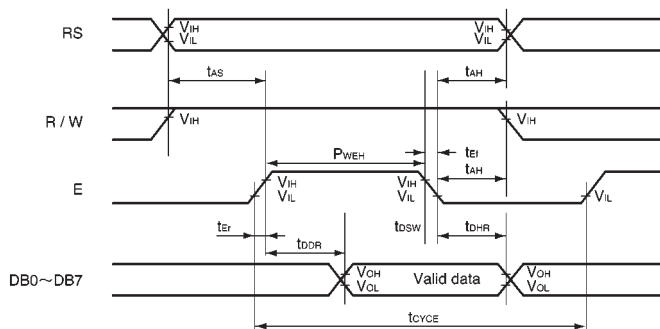 RS
VIH
VIL
VIH
VIL
tAS
tAH
R / W
VIH
VIH
PWEH
tEf
tAH
E
VIH
VIL
VIH
VIL
VIL
tEr
tDDR
tDSW
tDHR
DB0～DB7
VOH
VOL
Valid data
VOH
VOL
tCYCE